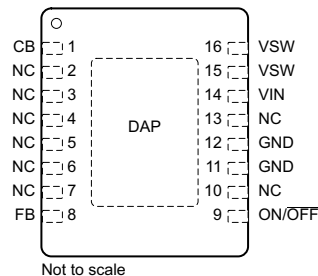 CB 1
NC 2
NC 3
NC 4
NC 5
NC 6
NC 7
FB 8
DAP
16 VSW
15 VSW
14 VIN
13 NC
12 GND
11 GND
10 NC
9 ON/OFF
Not to scale